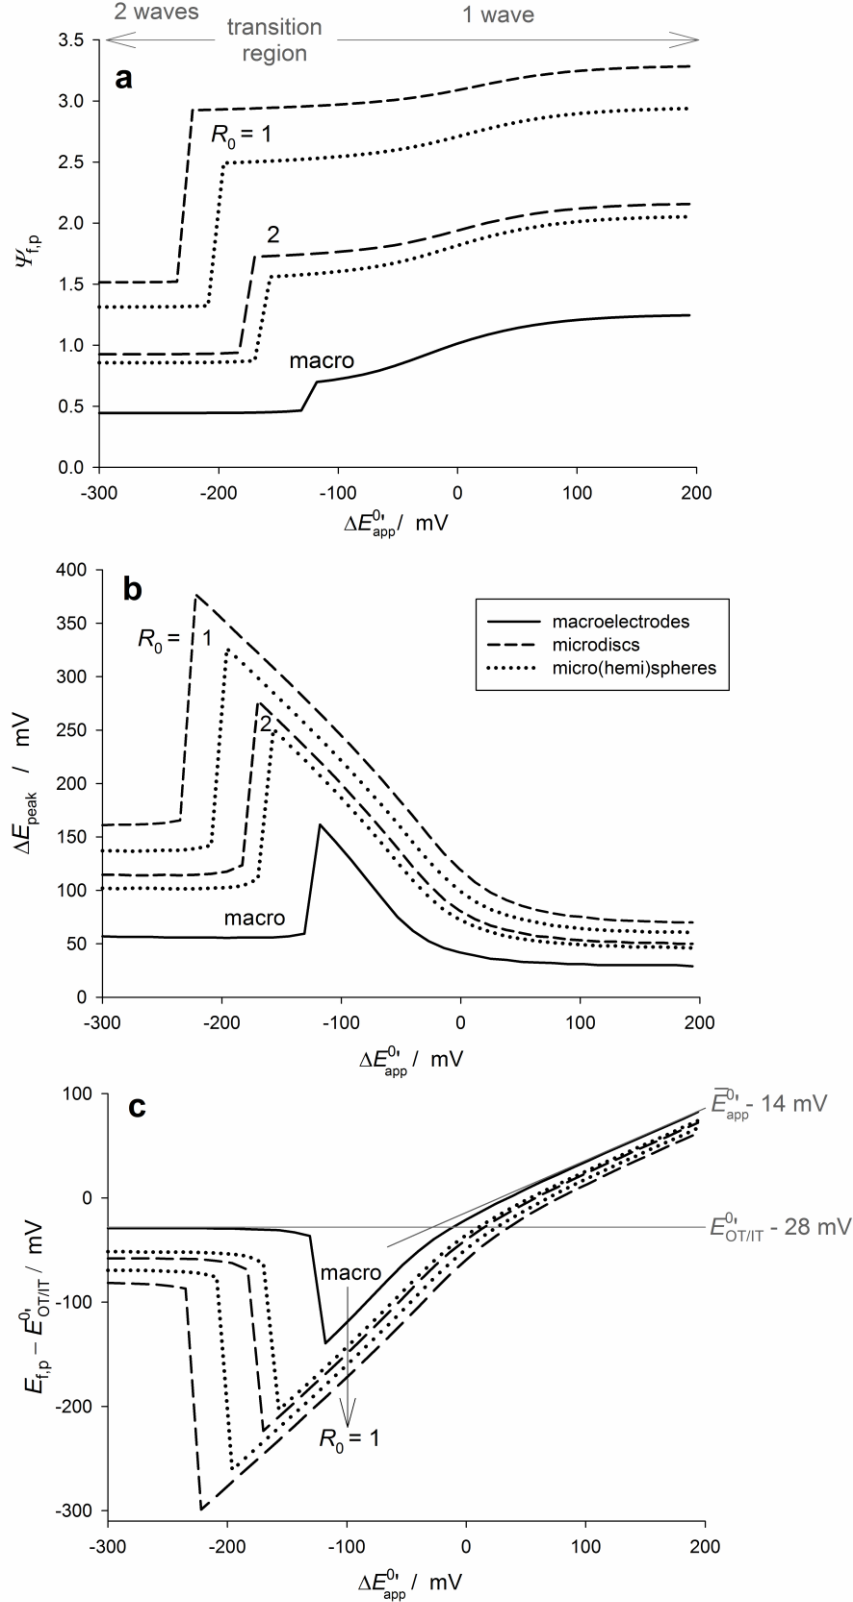 2 waves
transition
region
1 wave
3.5
a
3.0
R0 = 1
2.5
2
2.0
Ψf,p
1.5
1.0
macro
0.5
0.0
-300 -200 -100 0 100 200
ΔE0'app / mV
400
b
350
macroelectrodes
microdiscs
micro(hemi)spheres
R0 = 1
300
2
250
ΔEpeak / mV
200
150
100
macro
50
0
-300 -200 -100 0 100 200
ΔE0'app / mV
100
c
E̅0'app - 14 mV
0
E0'OT/IT - 28 mV
Ef,p – E0'OT/IT / mV
macro
-100
-200
R0 = 1
-300
-300 -200 -100 0 100 200
ΔE0'app / mV